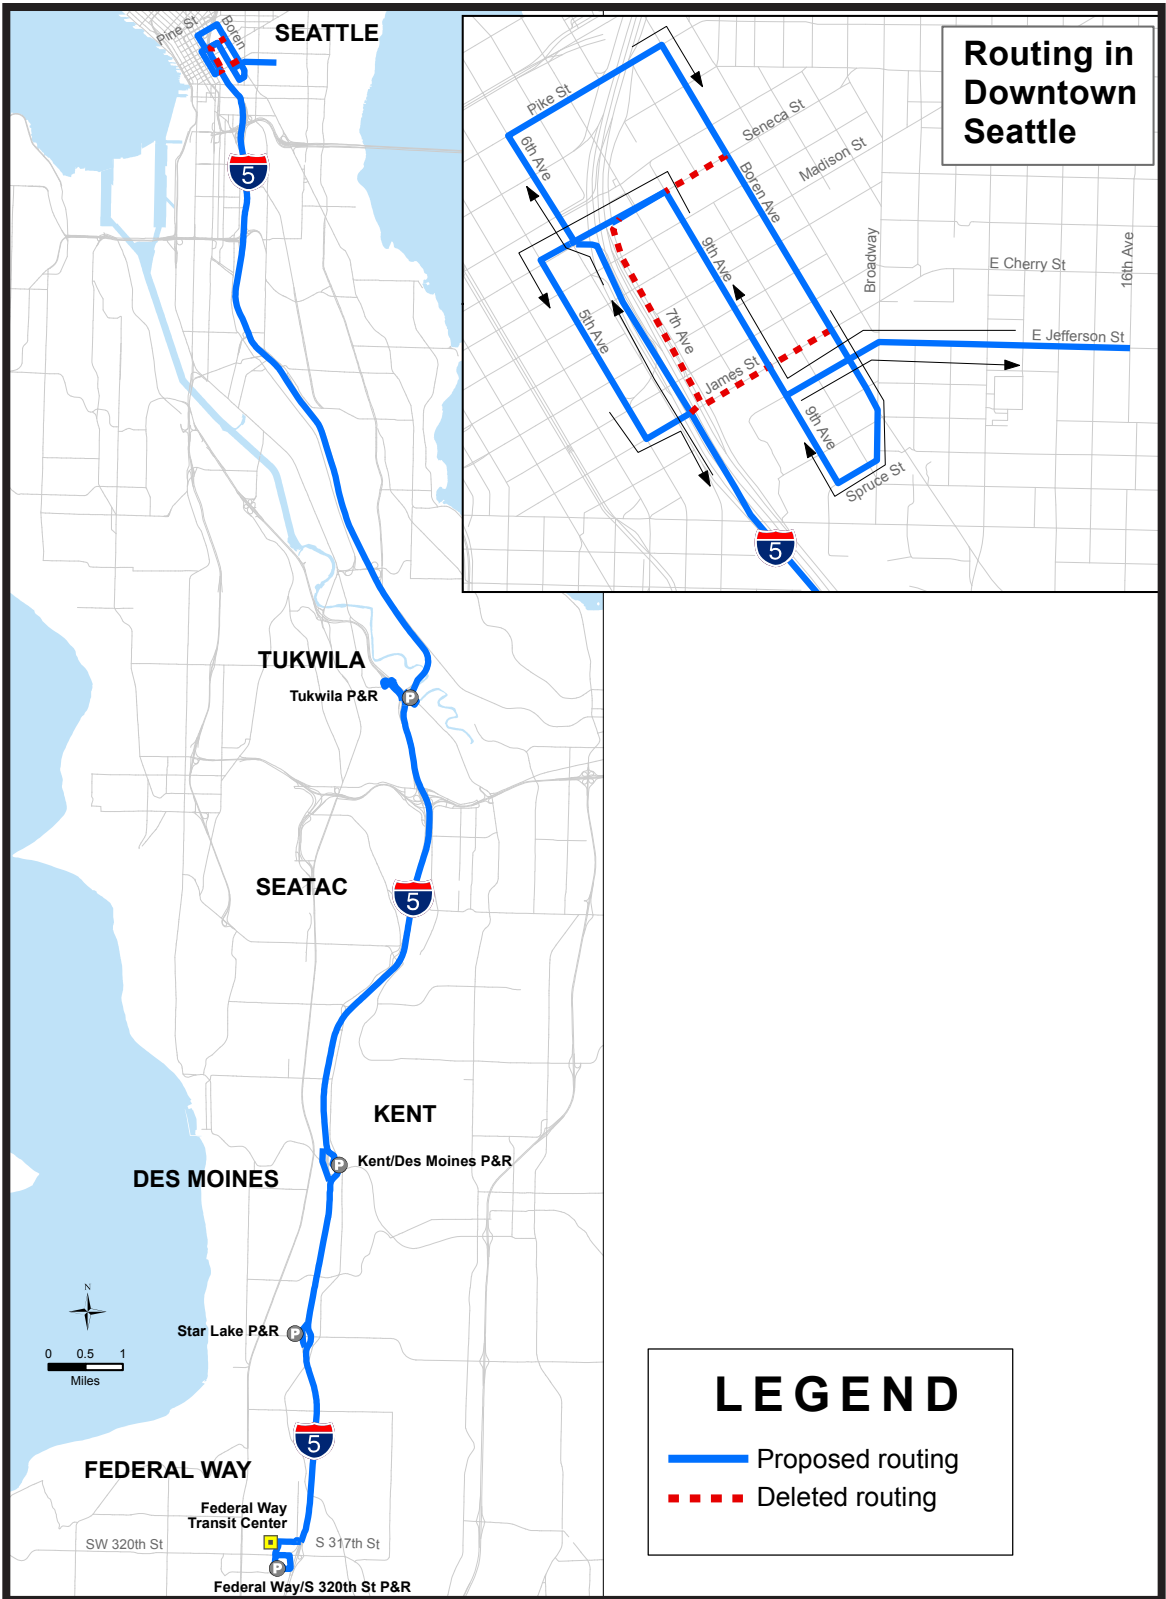 Pine St
Boren
SEATTLE
5
TUKWILA
Tukwila P&R
P
SEATAC
5
KENT
Kent/Des Moines P&R
P
DES MOINES
N
Star Lake P&R
P
0 0.5 1
Miles
5
FEDERAL WAY
Federal Way
Transit Center
SW 320th St
S 317th St
P
Federal Way/S 320th St P&R
Routing in
Downtown
Seattle
Pike St
6th Ave
Seneca St
Madison St
Boren Ave
9th Ave
Broadway
E Cherry St
16th Ave
5th Ave
7th Ave
E Jefferson St
James St
9th Ave
Spruce St
5
LEGEND
Proposed routing
Deleted routing